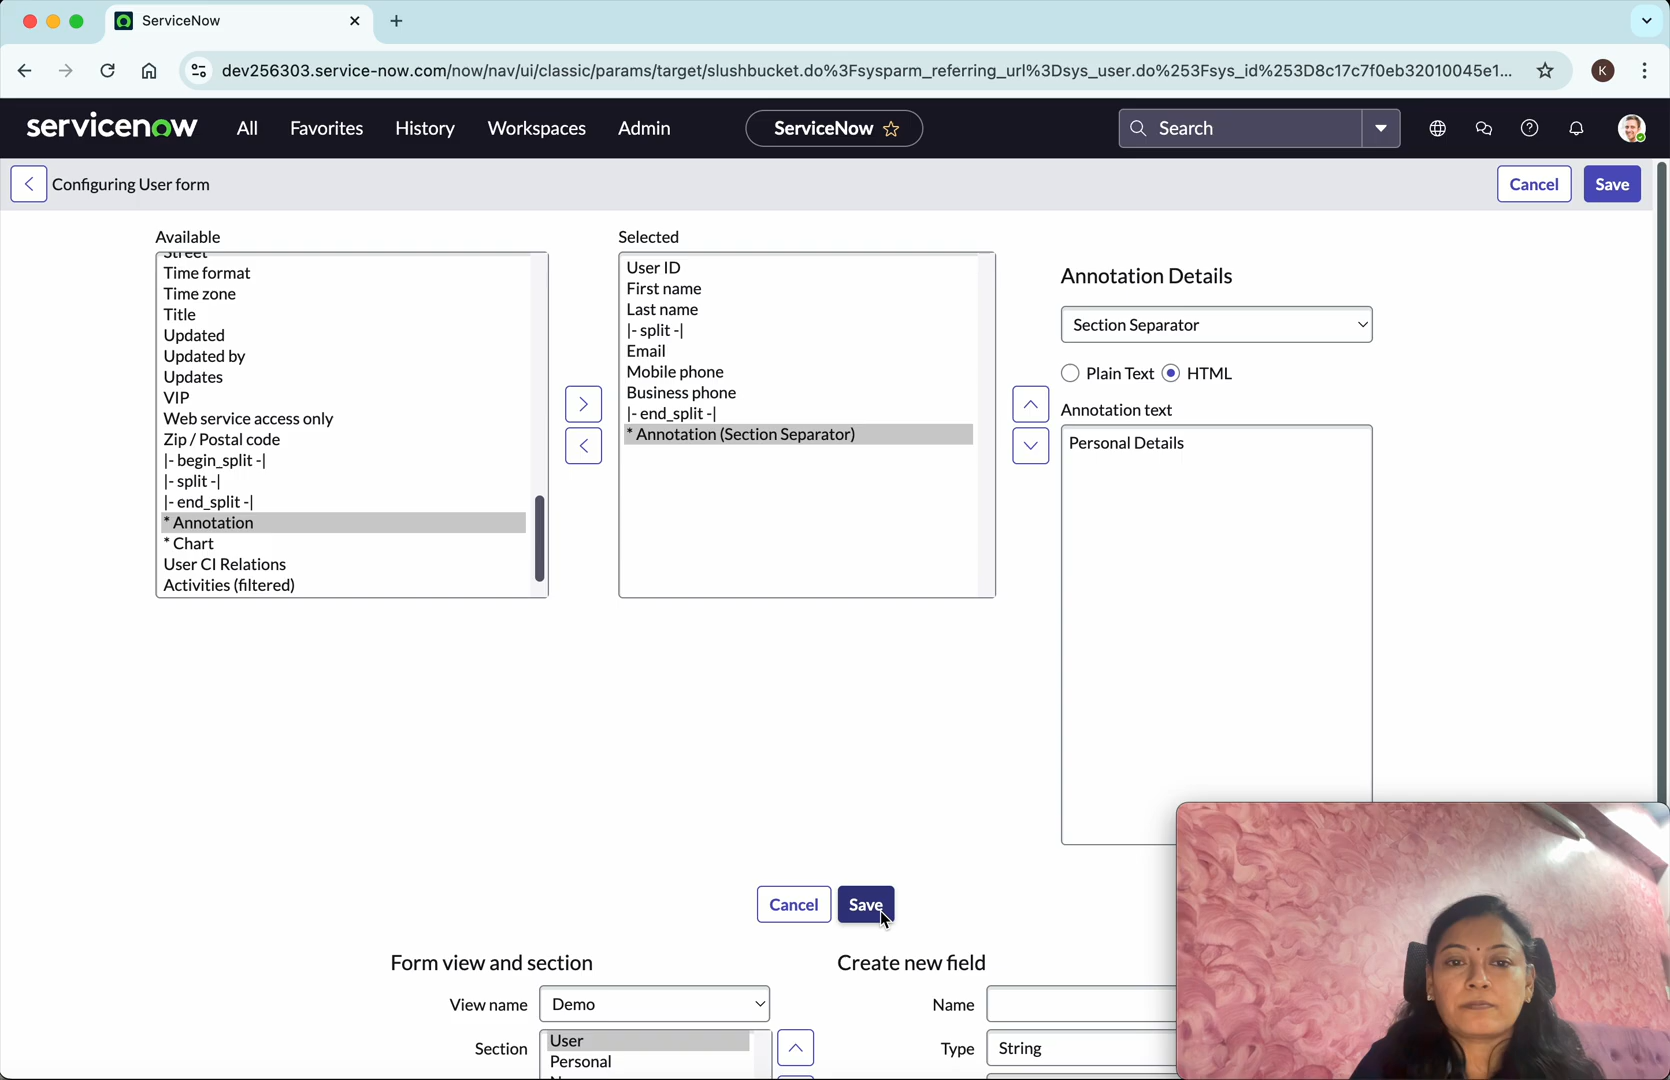 ServiceNow
dev256303.service-now.com/now/nav/ui/classic/params/target/slushbucket.do%3Fsysparm_referring_url%3Dsys_user.do%253Fsys_id%253D8c17c7f0eb32010045e1...
K
servicenow
All
Favorites
History
Workspaces
Admin
ServiceNow
Search
Configuring User form
Cancel
Save
Available
Street
Time format
Time zone
Title
Updated
Updated by
Updates
VIP
Web service access only
Zip / Postal code
|- begin_split -|
|- split -|
|- end_split -|
* Annotation
* Chart
User CI Relations
Activities (filtered)
Selected
User ID
First name
Last name
|- split -|
Email
Mobile phone
Business phone
|- end_split -|
* Annotation (Section Separator)
Annotation Details
Section Separator
Plain Text
HTML
Annotation text
Personal Details
Cancel
Save
Form view and section
View name
Demo
Section
User
Personal
Create new field
Name
Type
String